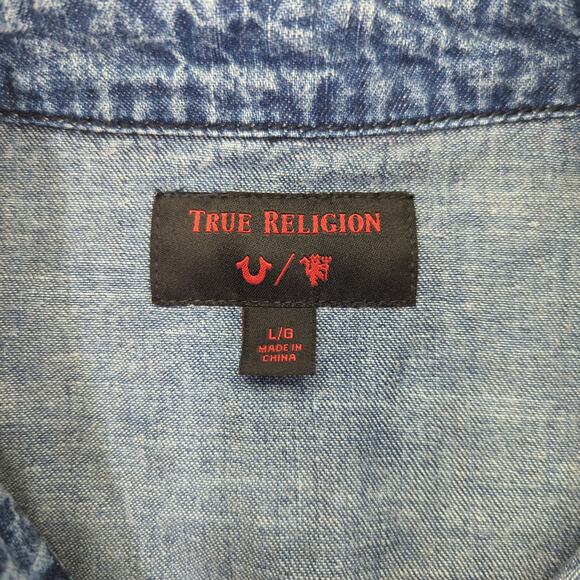 TRUE RELIGION
L/G
MADE IN
CHINA